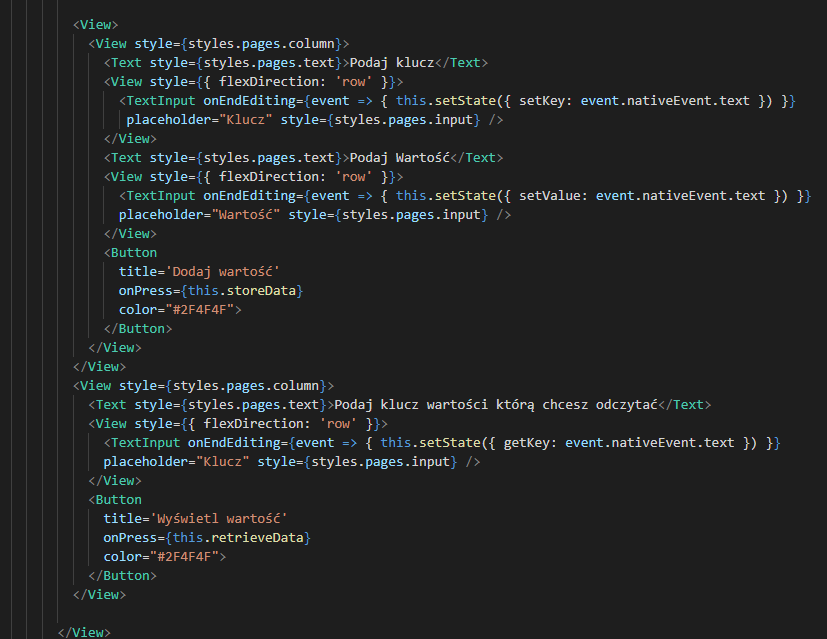 <View>
<View style={styles.pages.column}>
<Text style={styles.pages.text}>Podaj klucz</Text>
<View style={{ flexDirection: 'row' }}>
<TextInput onEndEditing={event => { this.setState({ setKey: event.nativeEvent.text }) }}
placeholder="Klucz" style={styles.pages.input} />
</View>
<Text style={styles.pages.text}>Podaj Wartość</Text>
<View style={{ flexDirection: 'row' }}>
<TextInput onEndEditing={event => { this.setState({ setValue: event.nativeEvent.text }) }}
placeholder="Wartość" style={styles.pages.input} />
</View>
<Button
title='Dodaj wartość'
onPress={this.storeData}
color="#2F4F4F">
</Button>
</View>
</View>
<View style={styles.pages.column}>
<Text style={styles.pages.text}>Podaj klucz wartości którą chcesz odczytać</Text>
<View style={{ flexDirection: 'row' }}>
<TextInput onEndEditing={event => { this.setState({ getKey: event.nativeEvent.text }) }}
placeholder="Klucz" style={styles.pages.input} />
</View>
<Button
title='Wyświetl wartość'
onPress={this.retrieveData}
color="#2F4F4F">
</Button>
</View>
</View>